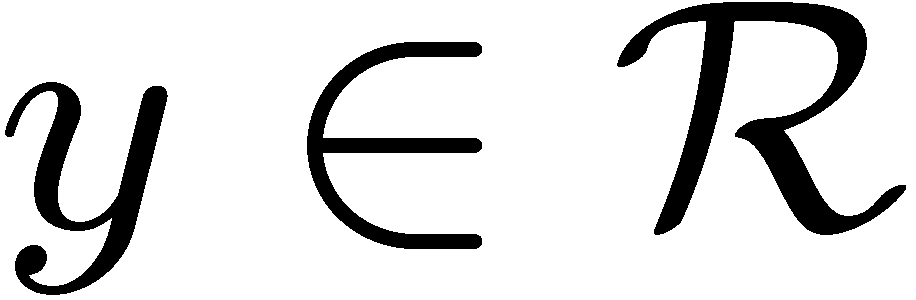 y ∈ ℛ